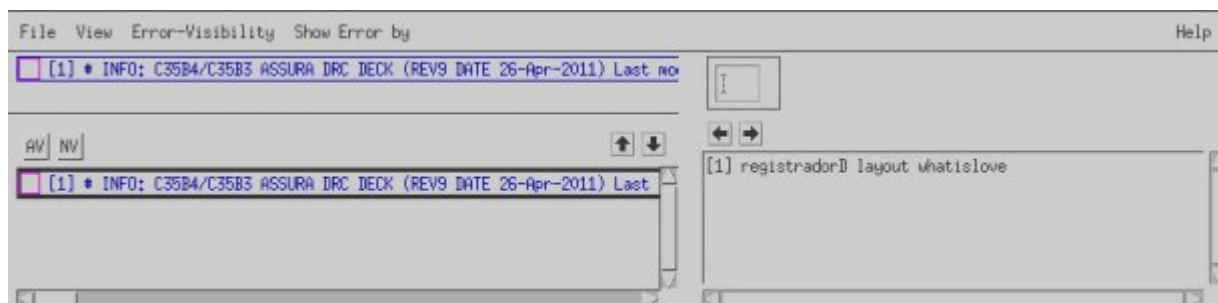 File View Error-Visibility Show Error by Help
[1] * INFO: C35B4/C35B3 ASSURA DRC DECK (REV9 DATE 26-Apr-2011) Last mo
AV NV
[1] * INFO: C35B4/C35B3 ASSURA DRC DECK (REV9 DATE 26-Apr-2011) Last
[1] registradorD layout whatislove